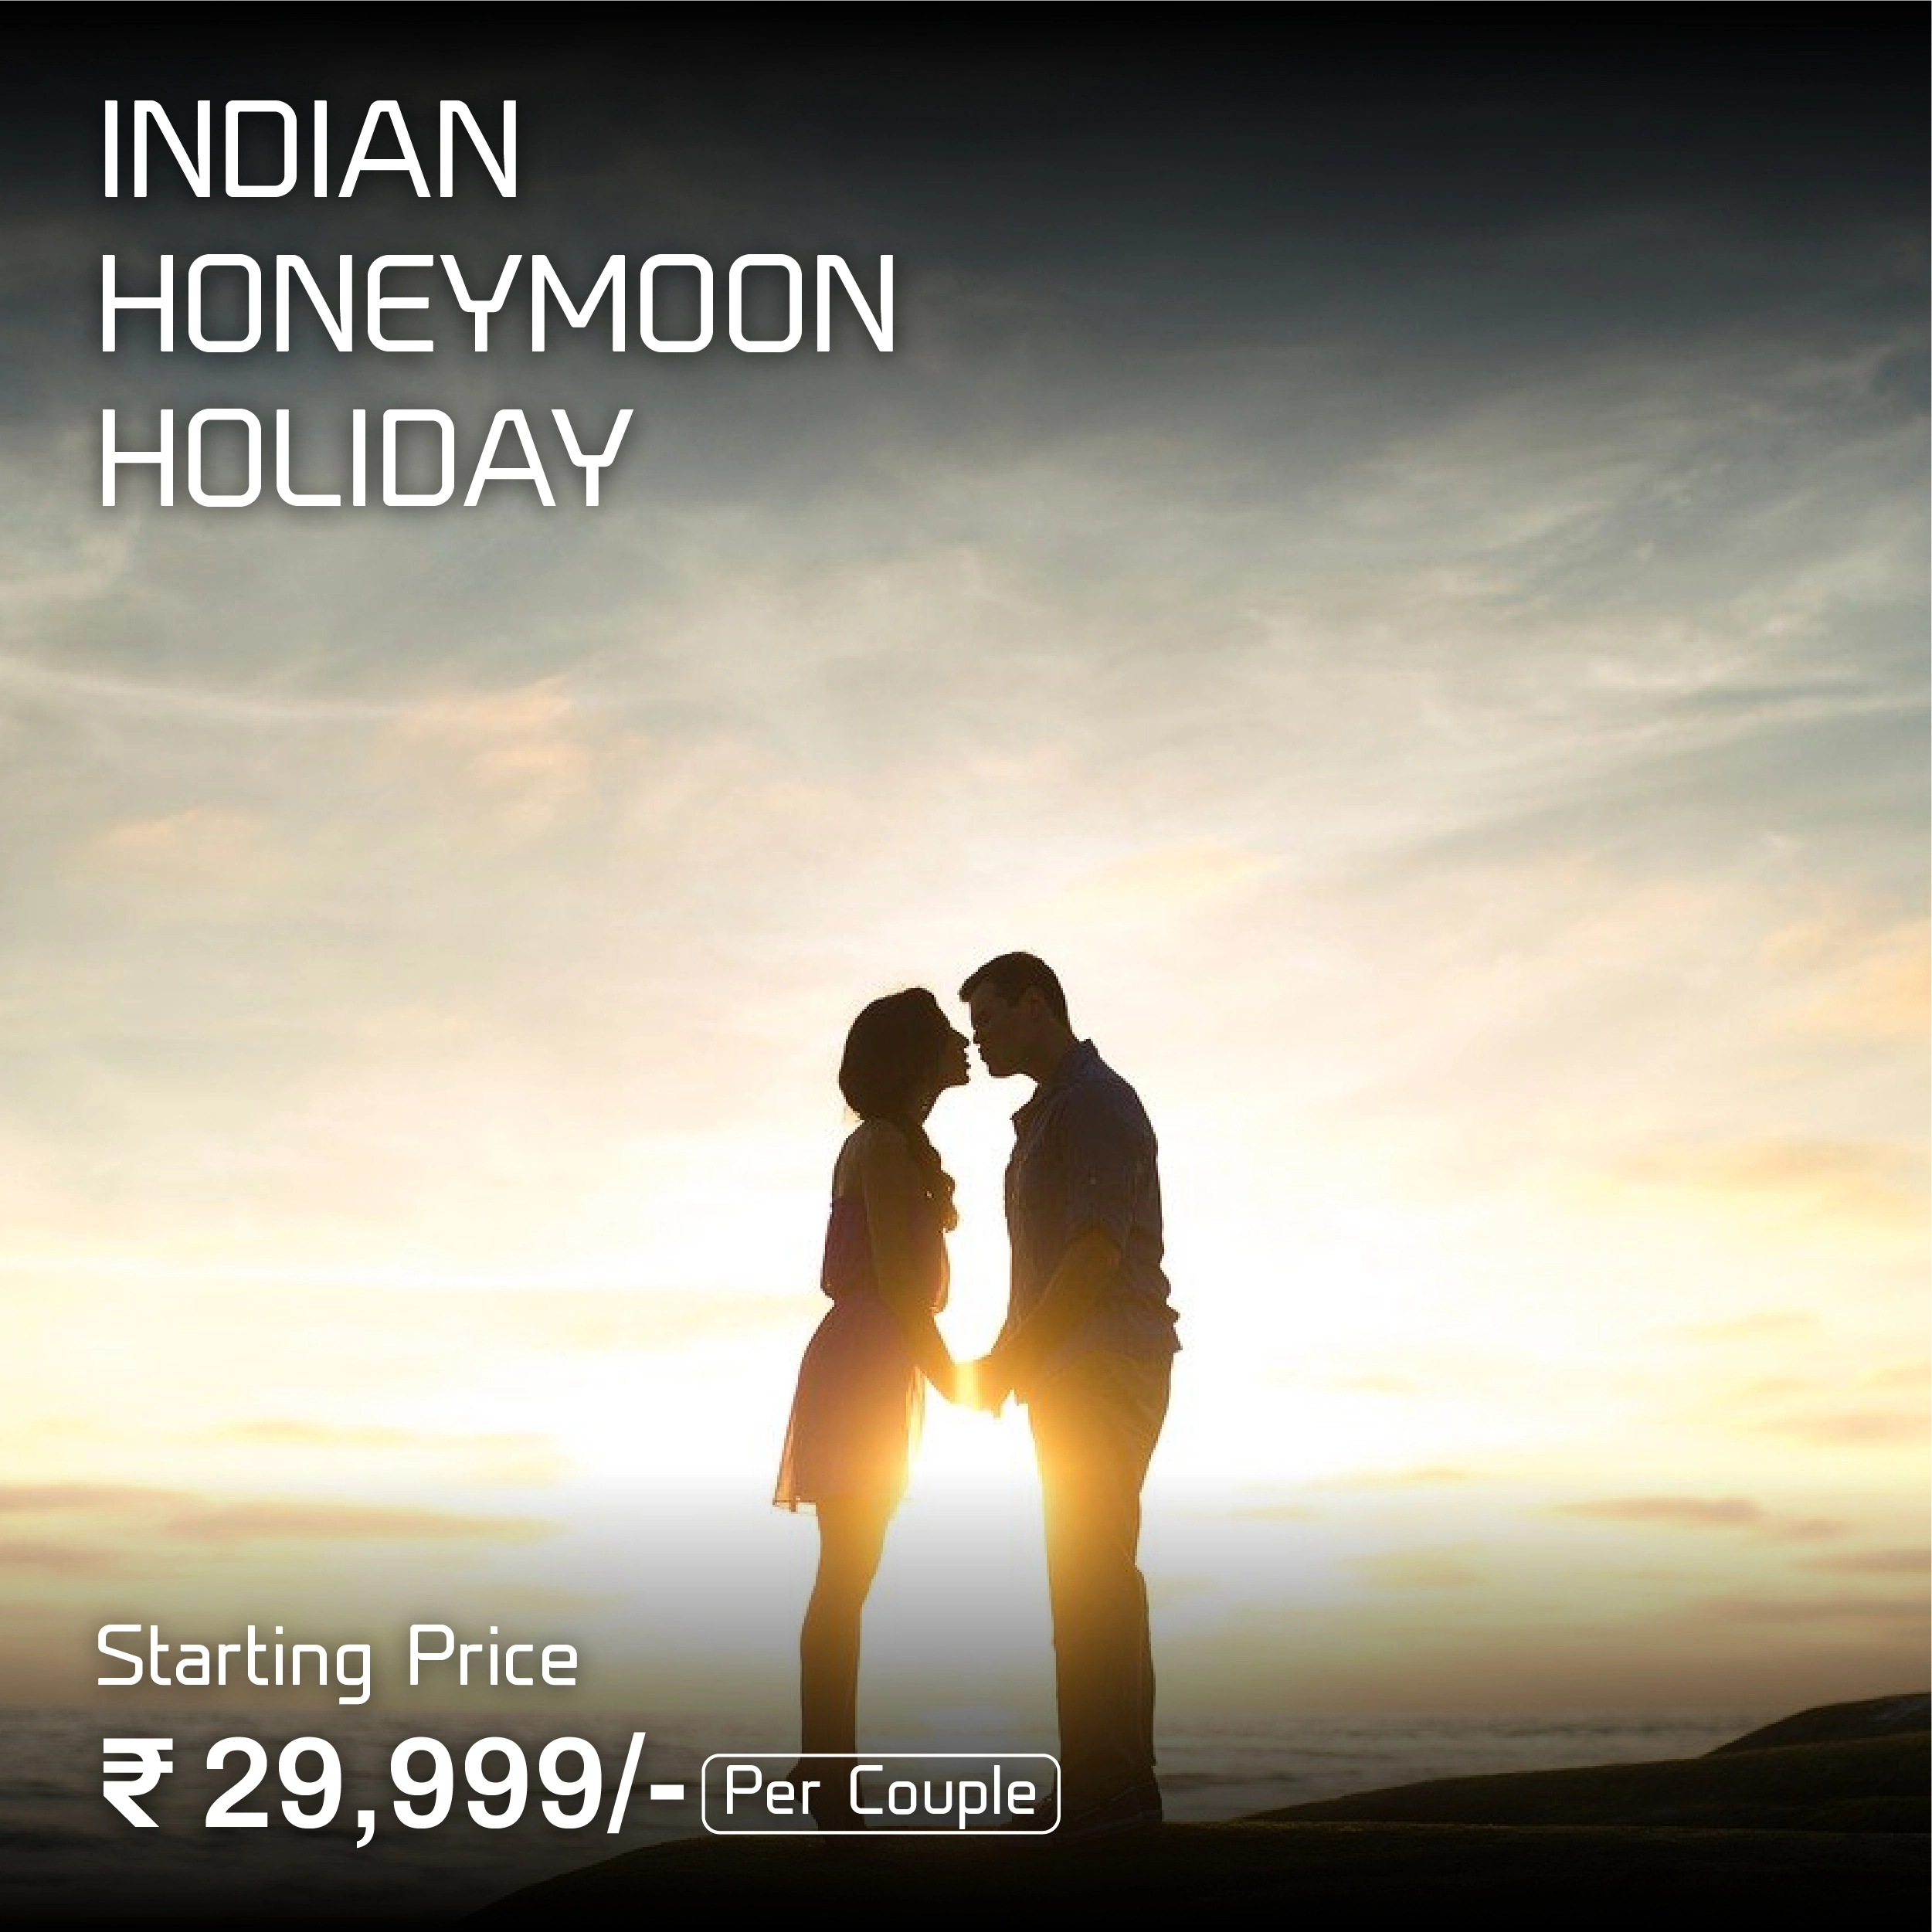 INDIAN
HONEYMOON
HOLIDAY
Starting Price
₹ 29,999/- Per Couple